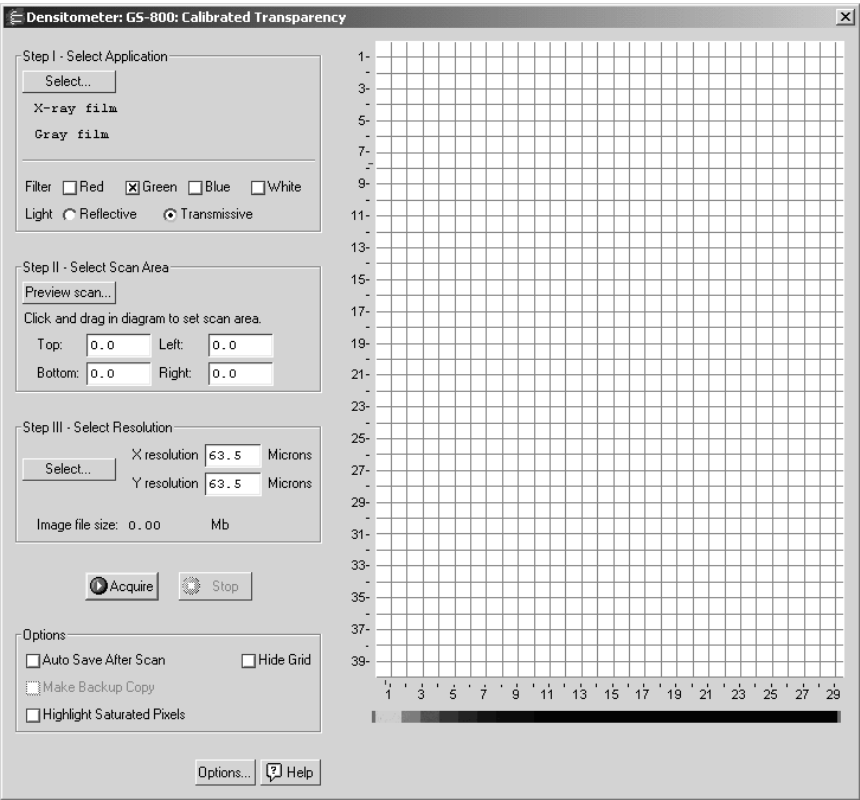 Densitometer: GS-800: Calibrated Transparency
Step I - Select Application
Select...
X-ray film
Gray film
Filter Red Green Blue White
Light Reflective Transmissive
Step II - Select Scan Area
Preview scan...
Click and drag in diagram to set scan area.
Top: 0.0 Left: 0.0
Bottom: 0.0 Right: 0.0
Step III - Select Resolution
Select...
X resolution 63.5 Microns
Y resolution 63.5 Microns
Image file size: 0.00 Mb
Acquire Stop
Options
Auto Save After Scan Hide Grid
Make Backup Copy
Highlight Saturated Pixels
Options... Help
1-
3-
5-
7-
9-
11-
13-
15-
17-
19-
21-
23-
25-
27-
29-
31-
33-
35-
37-
39-
1 3 5 7 9 11 13 15 17 19 21 23 25 27 29